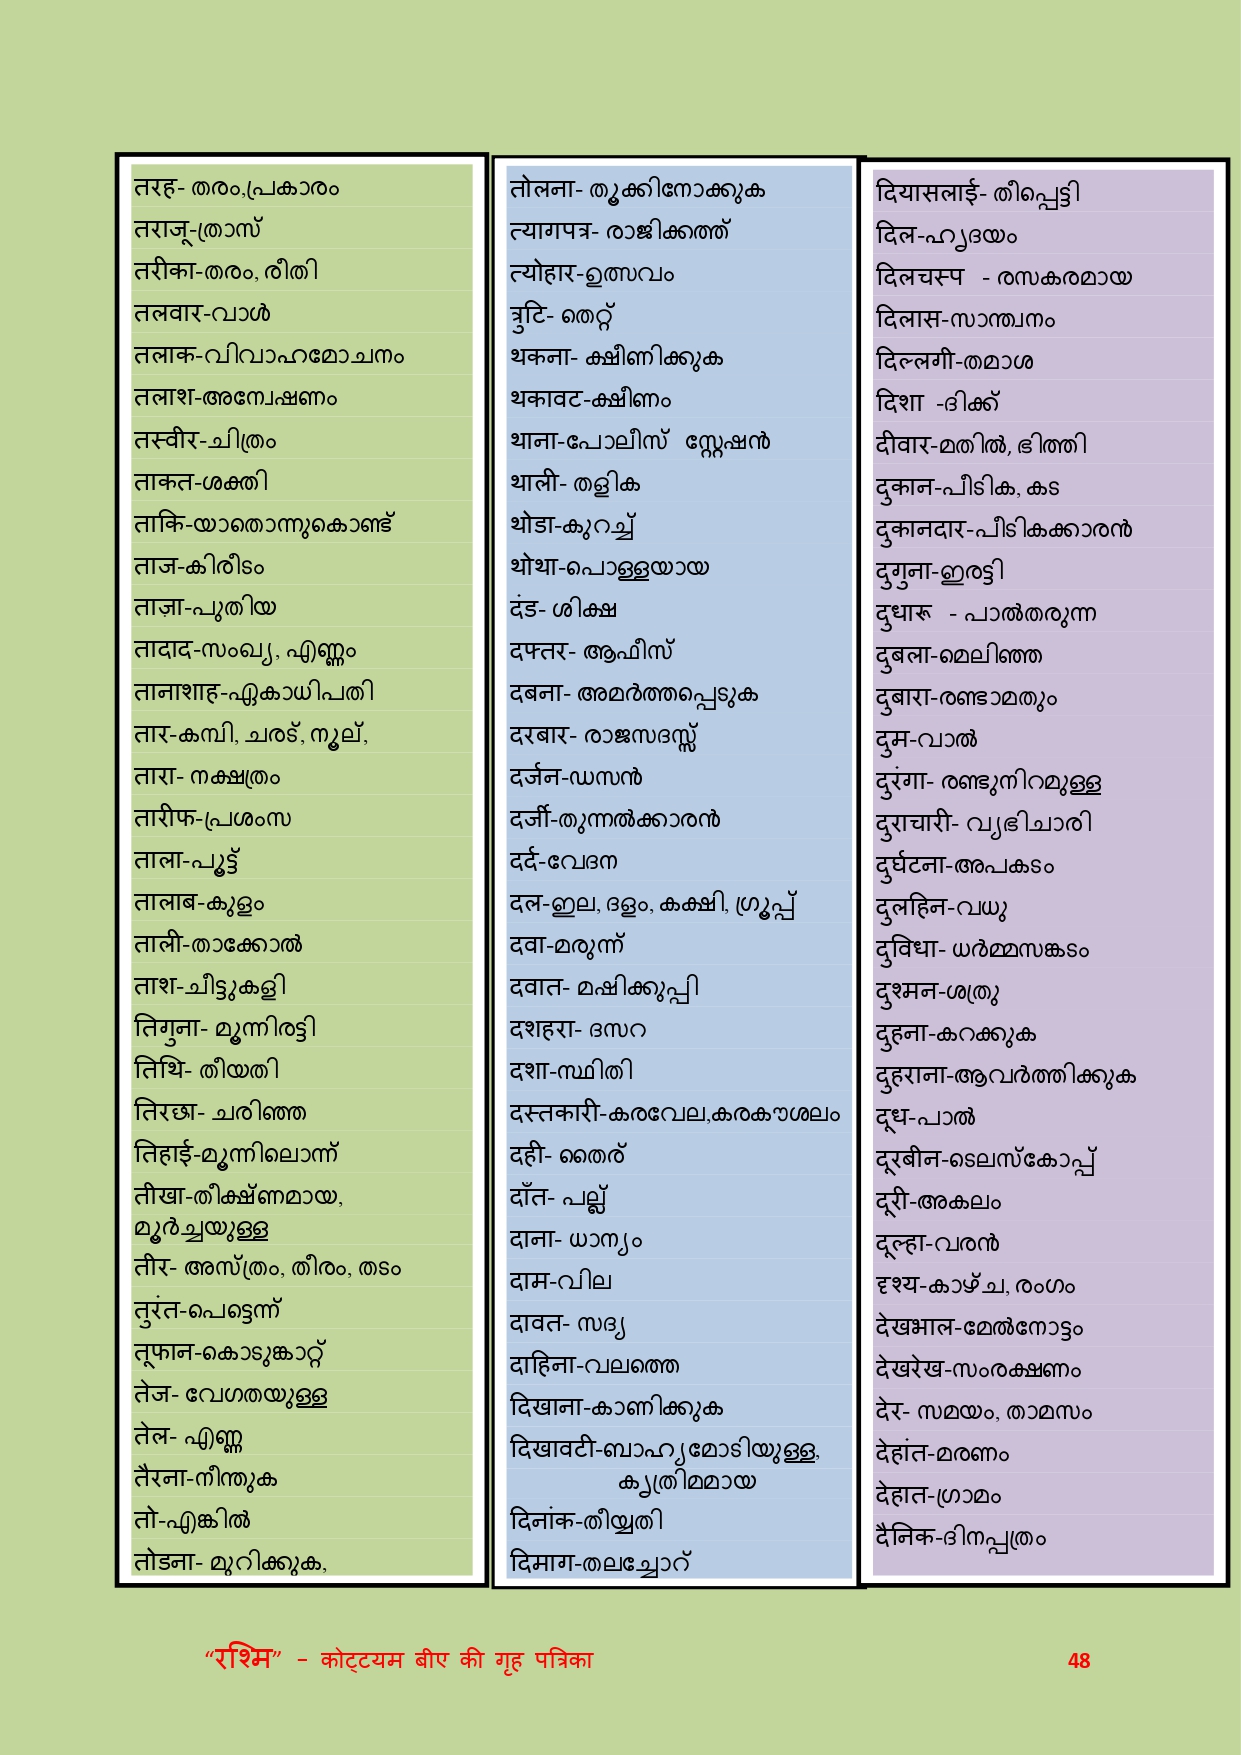 तरह- തരം,പ്രകാരം
तराजू-ത്രാസ്
तरीका-തരം, രീതി
तलवार-വാൾ
तलाक-വിവാഹമോചനം
तलाश-അന്വേഷണം
तस्वीर-ചിത്രം
ताकत-ശക്തി
ताकि-യാതൊന്നുകൊണ്ട്
ताज-കിരീടം
ताज़ा-പുതിയ
तादाद-സംഖ്യ, എണ്ണം
तानाशाह-ഏകാധിപതി
तार-കമ്പി, ചരട്, നൂല്,
तारा- നക്ഷത്രം
तारीफ-പ്രശംസ
ताला-പൂട്ട്
तालाब-കുളം
ताली-താക്കോൽ
ताश-ചീട്ടുകളി
तिगुना- മൂന്നിരട്ടി
तिथि- തീയതി
तिरछा- ചരിഞ്ഞ
तिहाई-മൂന്നിലൊന്ന്
तीखा-തീക്ഷ്ണമായ,
മൂർച്ചയുള്ള
तीर- അസ്ത്രം, തീരം, തടം
तुरंत-പെട്ടെന്ന്
तूफान-കൊടുങ്കാറ്റ്
तेज- വേഗതയുള്ള
तेल- എണ്ണ
तैरना-നീന്തുക
तो-എങ്കിൽ
तोडना- മുറിക്കുക,
तोलना- തൂക്കിനോക്കുക
त्यागपत्र- രാജിക്കത്ത്
त्योहार-ഉത്സവം
त्रुटि- തെറ്റ്
थकना- ക്ഷീണിക്കുക
थकावट-ക്ഷീണം
थाना-പോലീസ് സ്റ്റേഷൻ
थाली- തളിക
थोडा-കുറച്ച്
थोथा-പൊള്ളയായ
दंड- ശിക്ഷ
दफ्तर- ആഫീസ്
दबना- അമർത്തപ്പെടുക
दरबार- രാജസദസ്സ്
दर्जन-ഡസൻ
दर्जी-തുന്നൽക്കാരൻ
दर्द-വേദന
दल-ഇല, ദളം, കക്ഷി, ഗ്രൂപ്പ്
दवा-മരുന്ന്
दवात- മഷിക്കുപ്പി
दशहरा- ദസറ
दशा-സ്ഥിതി
दस्तकारी-കരവേല,കരകൗശലം
दही- തൈര്
दाँत- പല്ല്
दाना- ധാന്യം
दाम-വില
दावत- സദ്യ
दाहिना-വലത്തെ
दिखाना-കാണിക്കുക
दिखावटी-ബാഹ്യമോടിയുള്ള,
കൃത്രിമമായ
दिनांक-തീയ്യതി
दिमाग-തലച്ചോറ്
दियासलाई- തീപ്പെട്ടി
दिल-ഹൃദയം
दिलचस्प - രസകരമായ
दिलास-സാന്ത്വനം
दिल्लगी-തമാശ
दिशा -ദിക്ക്
दीवार-മതിൽ, ഭിത്തി
दुकान-പീടിക, കട
दुकानदार-പീടികക്കാരൻ
दुगुना-ഇരട്ടി
दुधारू - പാൽതരുന്ന
दुबला-മെലിഞ്ഞ
दुबारा-രണ്ടാമതും
दुम-വാൽ
दुरंगा- രണ്ടുനിറമുള്ള
दुराचारी- വ്യഭിചാരി
दुर्घटना-അപകടം
दुलहिन-വധു
दुविधा- ധർമ്മസങ്കടം
दुश्मन-ശത്രു
दुहना-കറക്കുക
दुहराना-ആവർത്തിക്കുക
दूध-പാൽ
दूरबीन-ടെലസ്കോപ്പ്
दूरी-അകലം
दूल्हा-വരൻ
दृश्य-കാഴ്ച, രംഗം
देखभाल-മേൽനോട്ടം
देखरेख-സംരക്ഷണം
देर- സമയം, താമസം
देहांत-മരണം
देहात-ഗ്രാമം
दैनिक-ദിനപ്പത്രം
“रश्मि” – कोट्टयम बीए की गृह पत्रिका 48